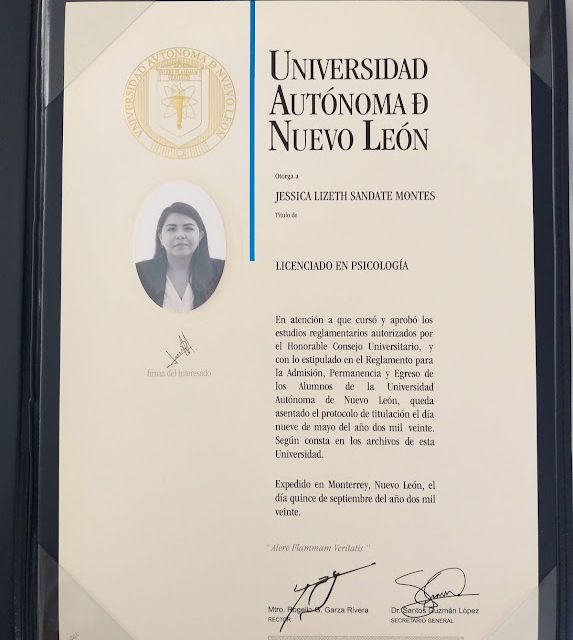 UNIVERSIDAD AUTONOMA Đ NUEVO LEÓN
UNIVERSIDAD
AUTÓNOMA Đ
NUEVO LEÓN
Otorga a
JESSICA LIZETH SANDATE MONTES
Título de
LICENCIADO EN PSICOLOGÍA
En atención a que cursó y aprobó los
estudios reglamentarios autorizados por
el Honorable Consejo Universitario, y
con lo estipulado en el Reglamento para
la Admisión, Permanencia y Egreso de
los Alumnos de la Universidad
Autónoma de Nuevo León, queda
asentado el protocolo de titulación el día
nueve de mayo del año dos mil veinte.
Según consta en los archivos de esta
Universidad.
Expedido en Monterrey, Nuevo León, el
día quince de septiembre del año dos mil
veinte.
firma del interesado
"Alere Flammam Veritatis"
Mtro. Rogelio G. Garza Rivera
RECTOR
Dr. Santos Guzmán López
SECRETARIO GENERAL